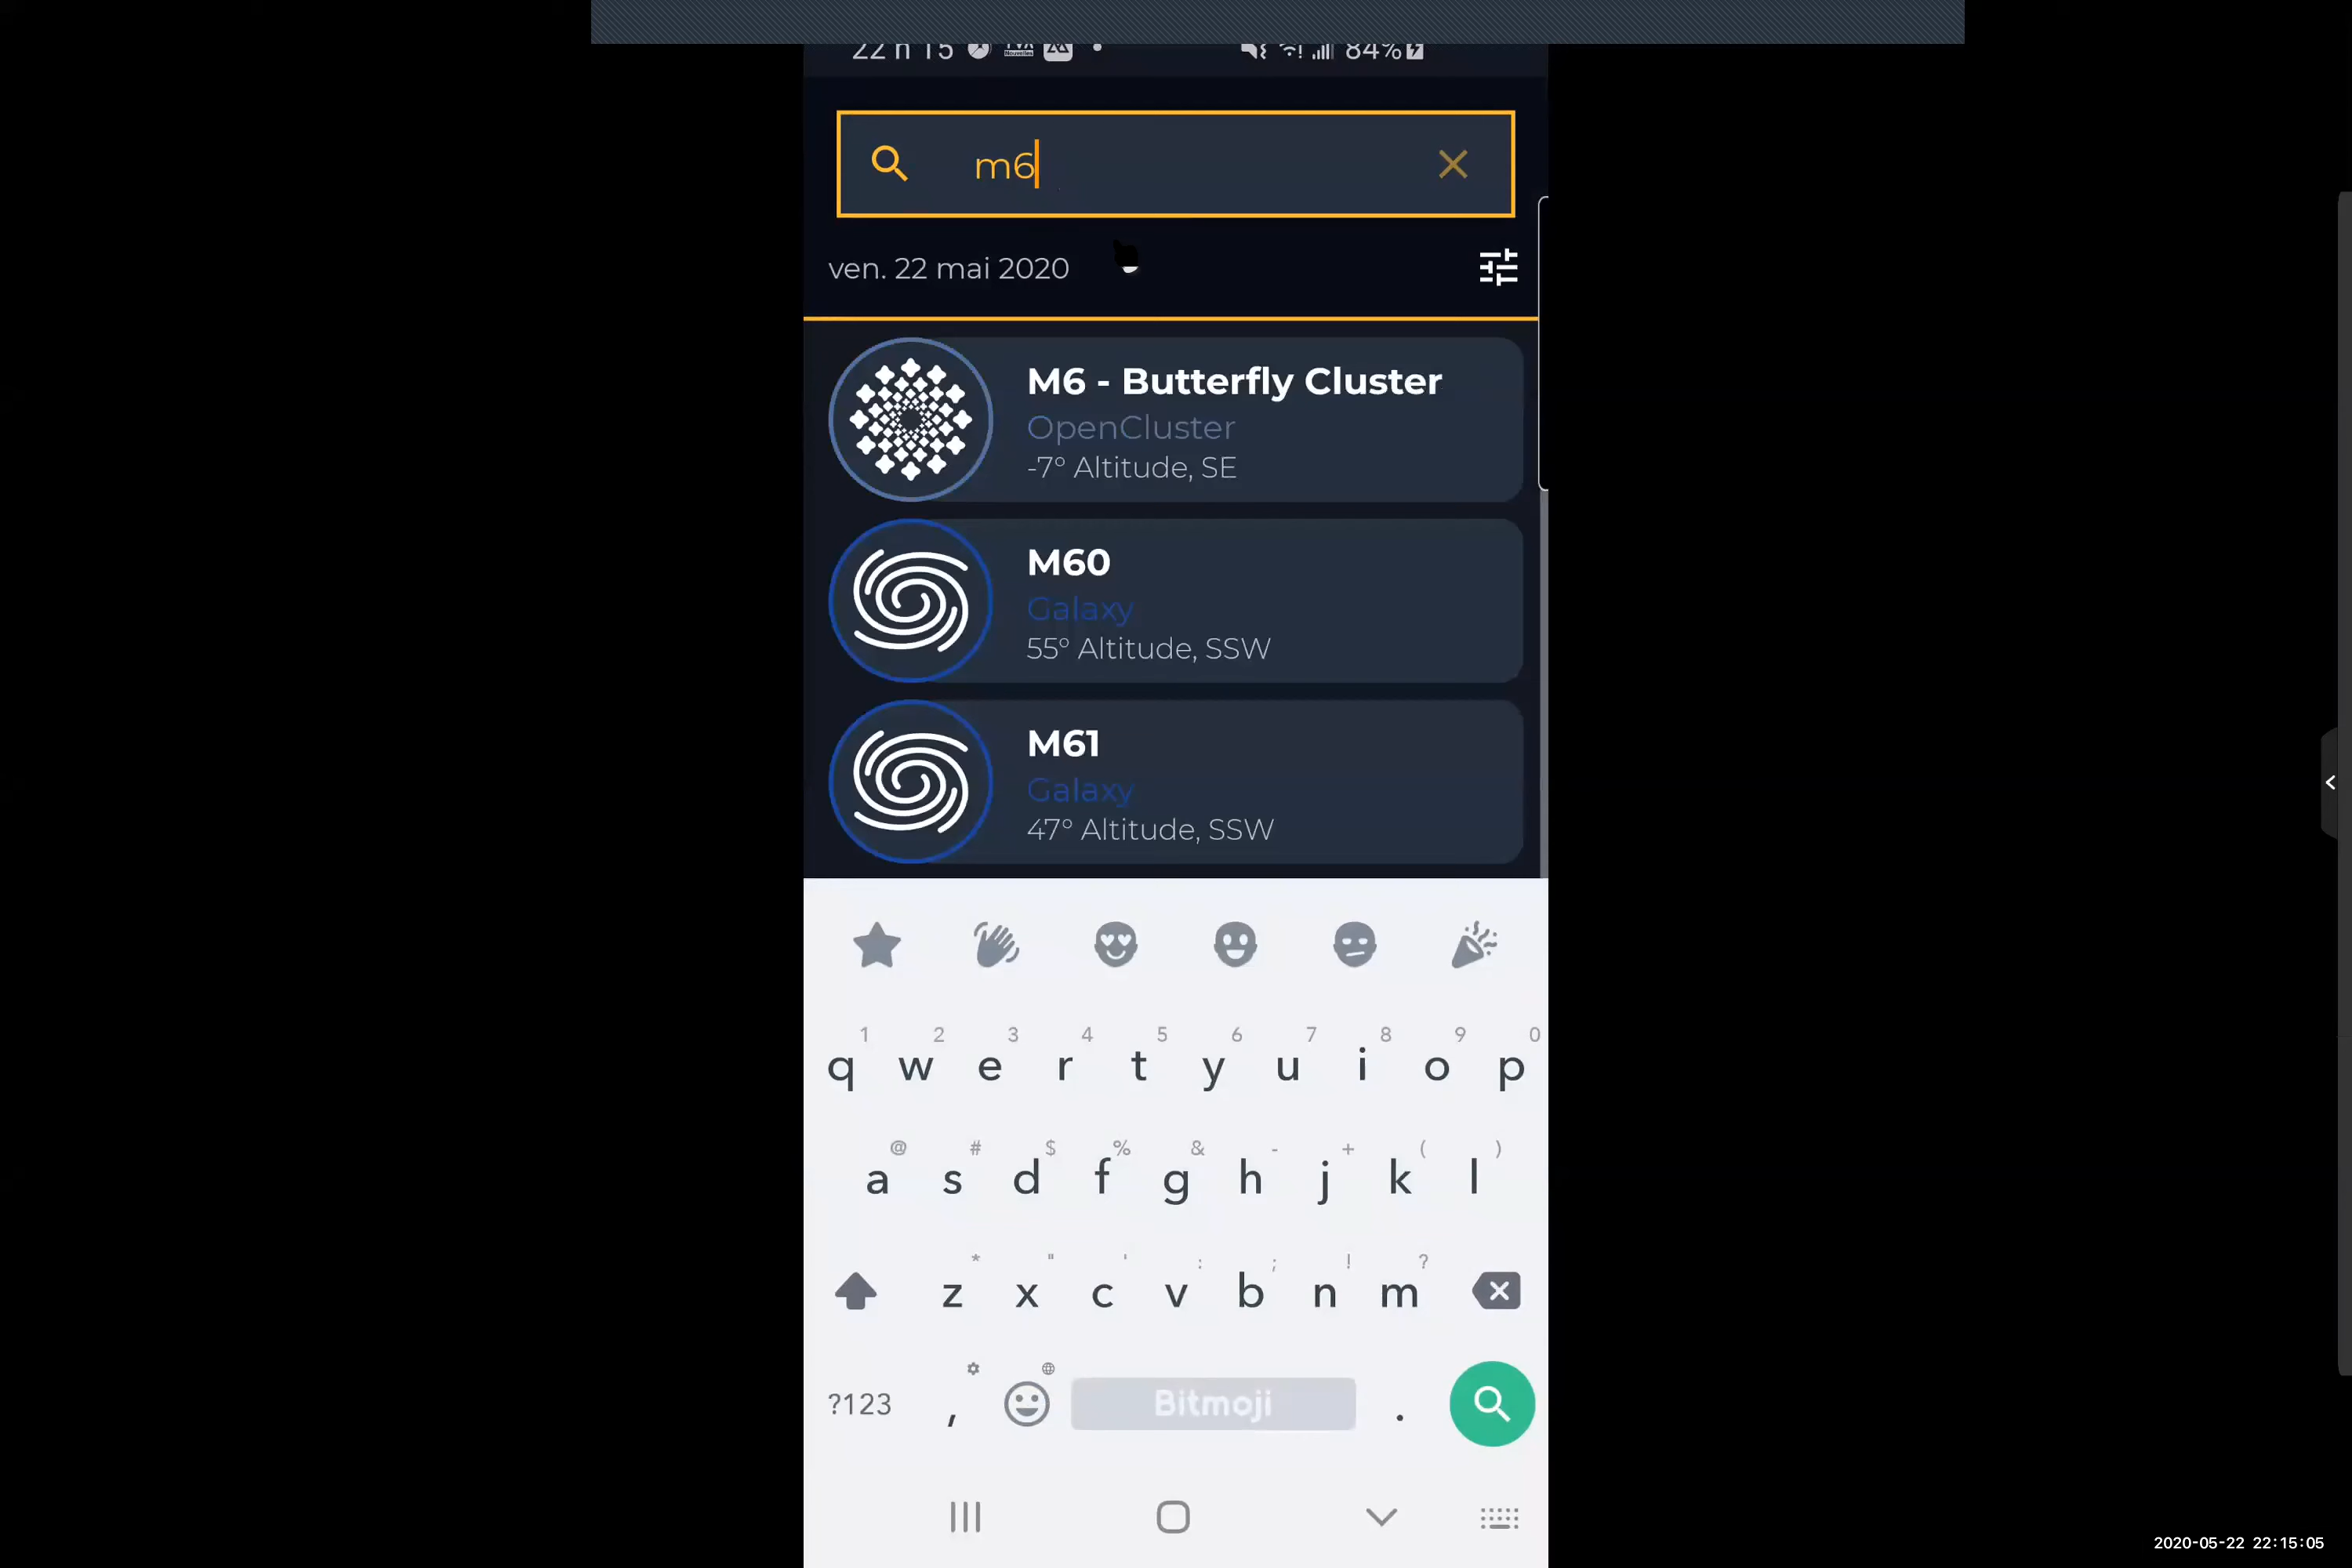 22 h 15 84%
m6
ven. 22 mai 2020
M6 - Butterfly Cluster
OpenCluster
-7° Altitude, SE
M60
Galaxy
55° Altitude, SSW
M61
Galaxy
47° Altitude, SSW
1 2 3 4 5 6 7 8 9 0
q w e r t y u i o p
@ # $ % & - + ( )
a s d f g h j k l
* " ' : ; ! ?
z x c v b n m
?123 , Bitmoji .
2020-05-22 22:15:05